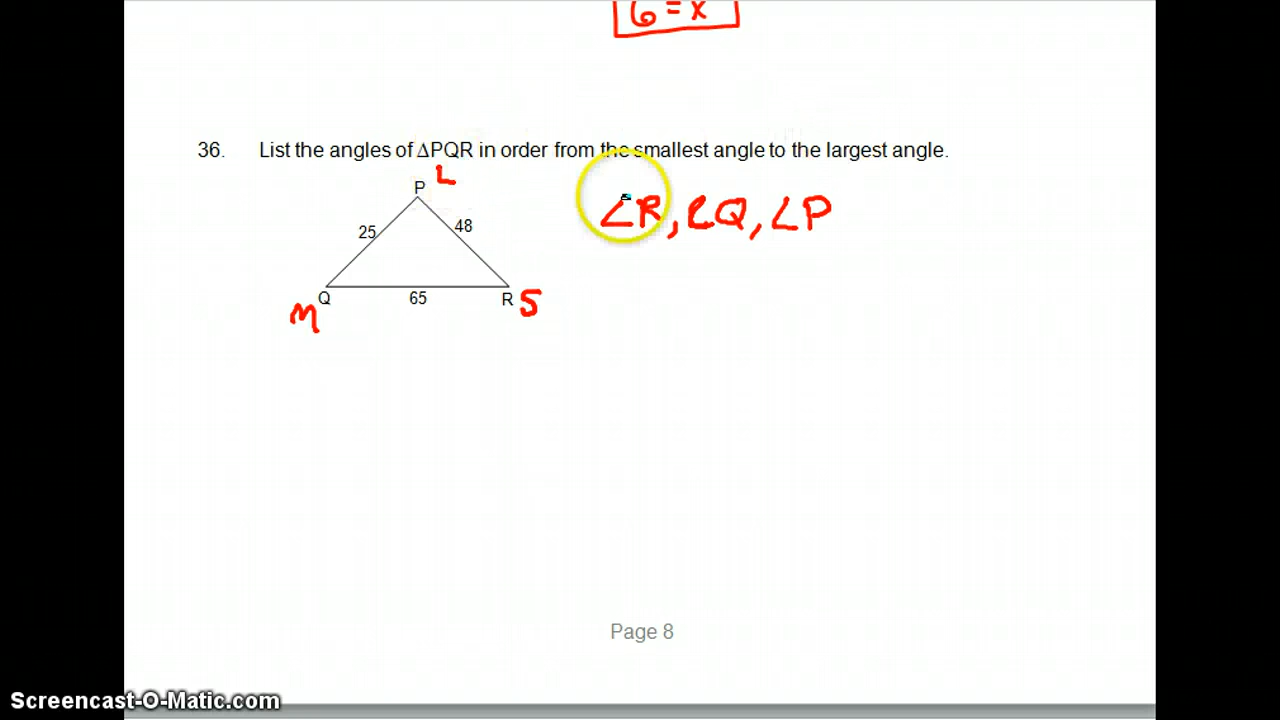 6 = x
36. List the angles of ΔPQR in order from the smallest angle to the largest angle.
P L
∠R, ∠Q, ∠P
25 48
M Q 65 R S
Page 8
Screencast-O-Matic.com